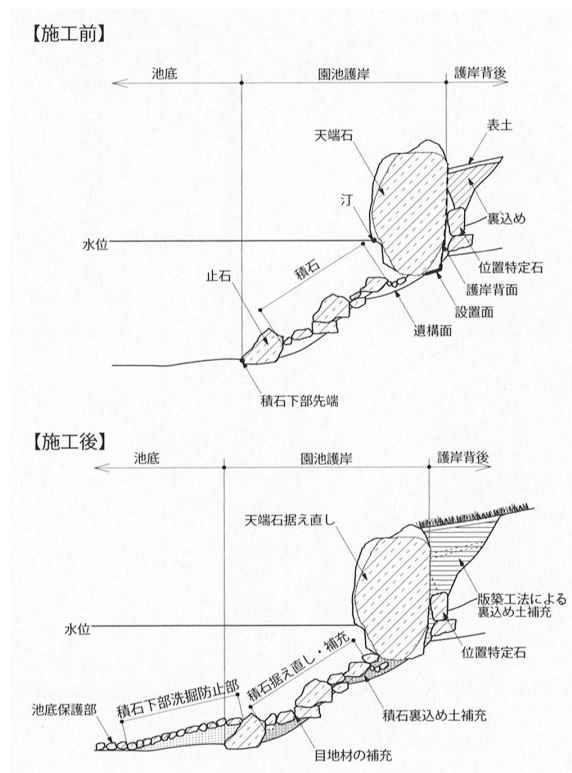 【施工前】
池底
園池護岸
護岸背後
表土
天端石
汀
裏込め
水位
位置特定石
積石
止石
護岸背面
設置面
遺構面
積石下部先端
【施工後】
池底
園池護岸
護岸背後
天端石据え直し
版築工法による
裏込め土補充
水位
位置特定石
積石据え直し・補充
積石下部洗掘防止部
池底保護部
積石裏込め土補充
目地材の補充